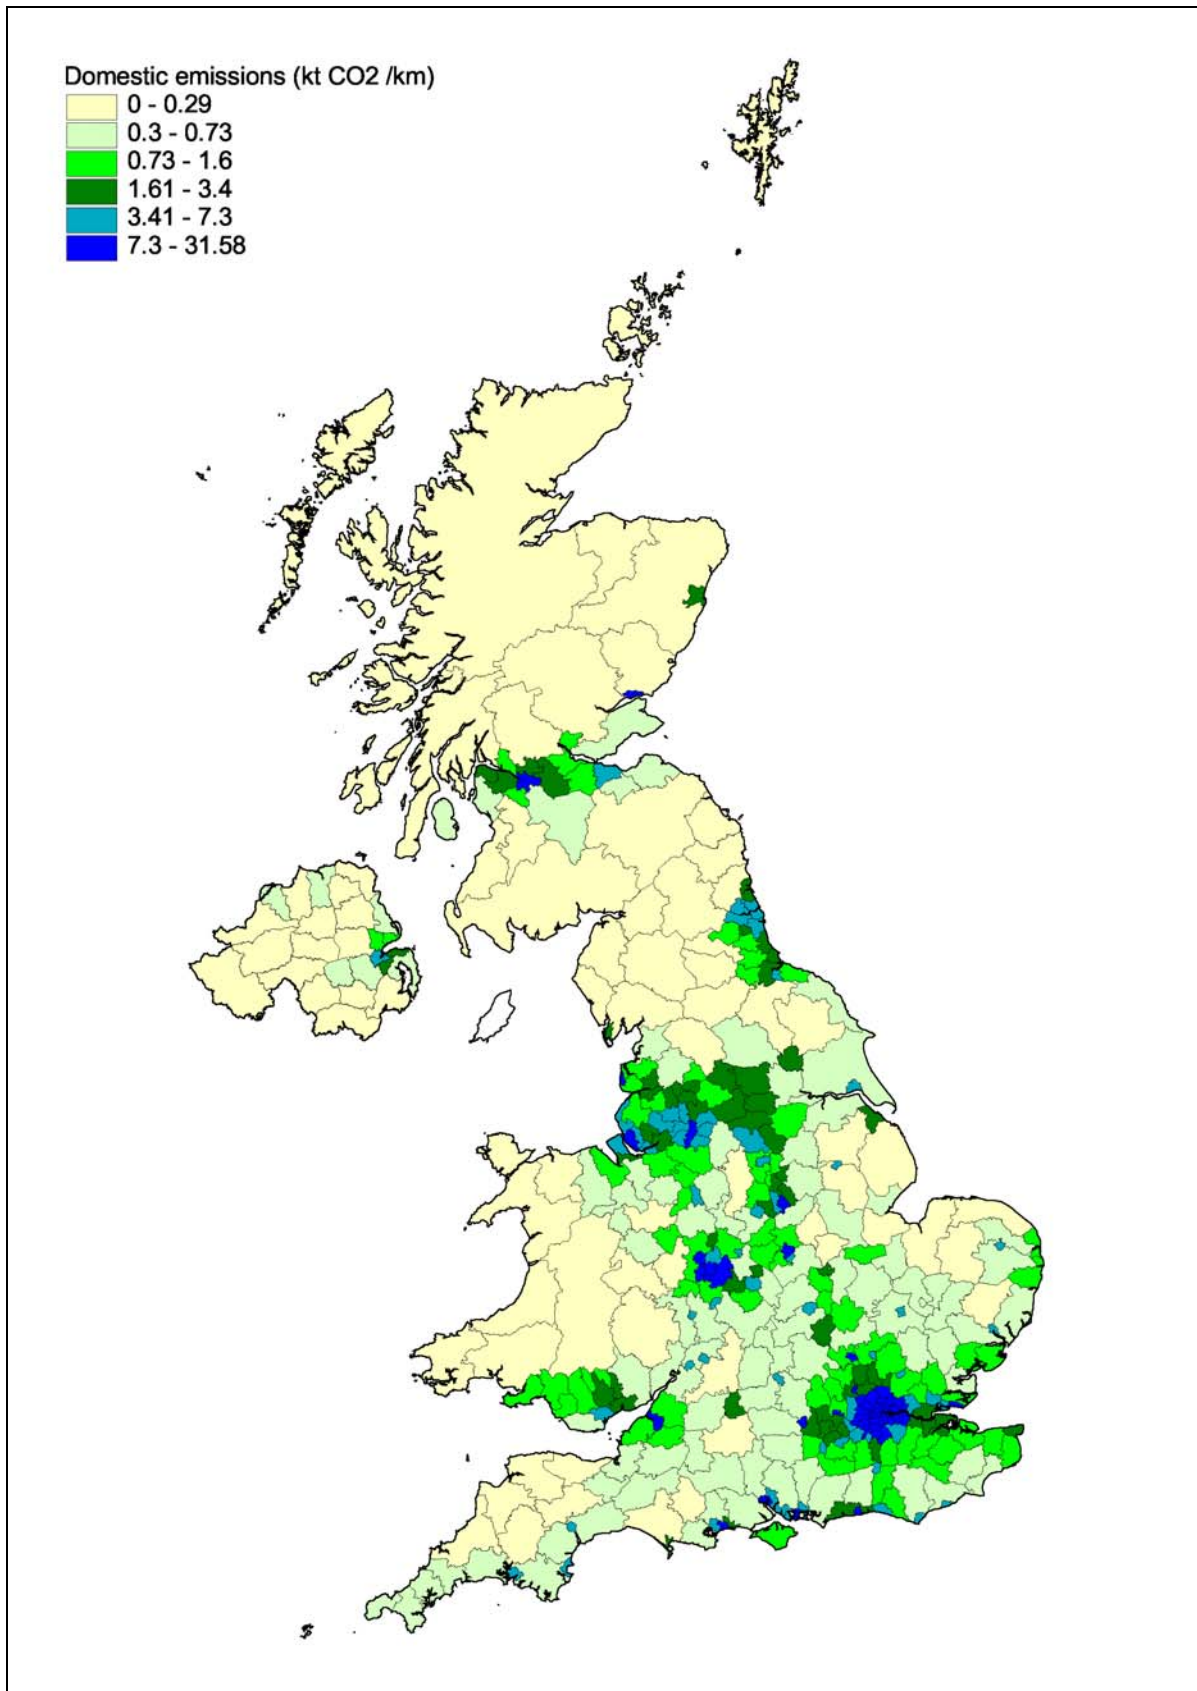 Domestic emissions (kt CO2 /km)
0 - 0.29
0.3 - 0.73
0.73 - 1.6
1.61 - 3.4
3.41 - 7.3
7.3 - 31.58